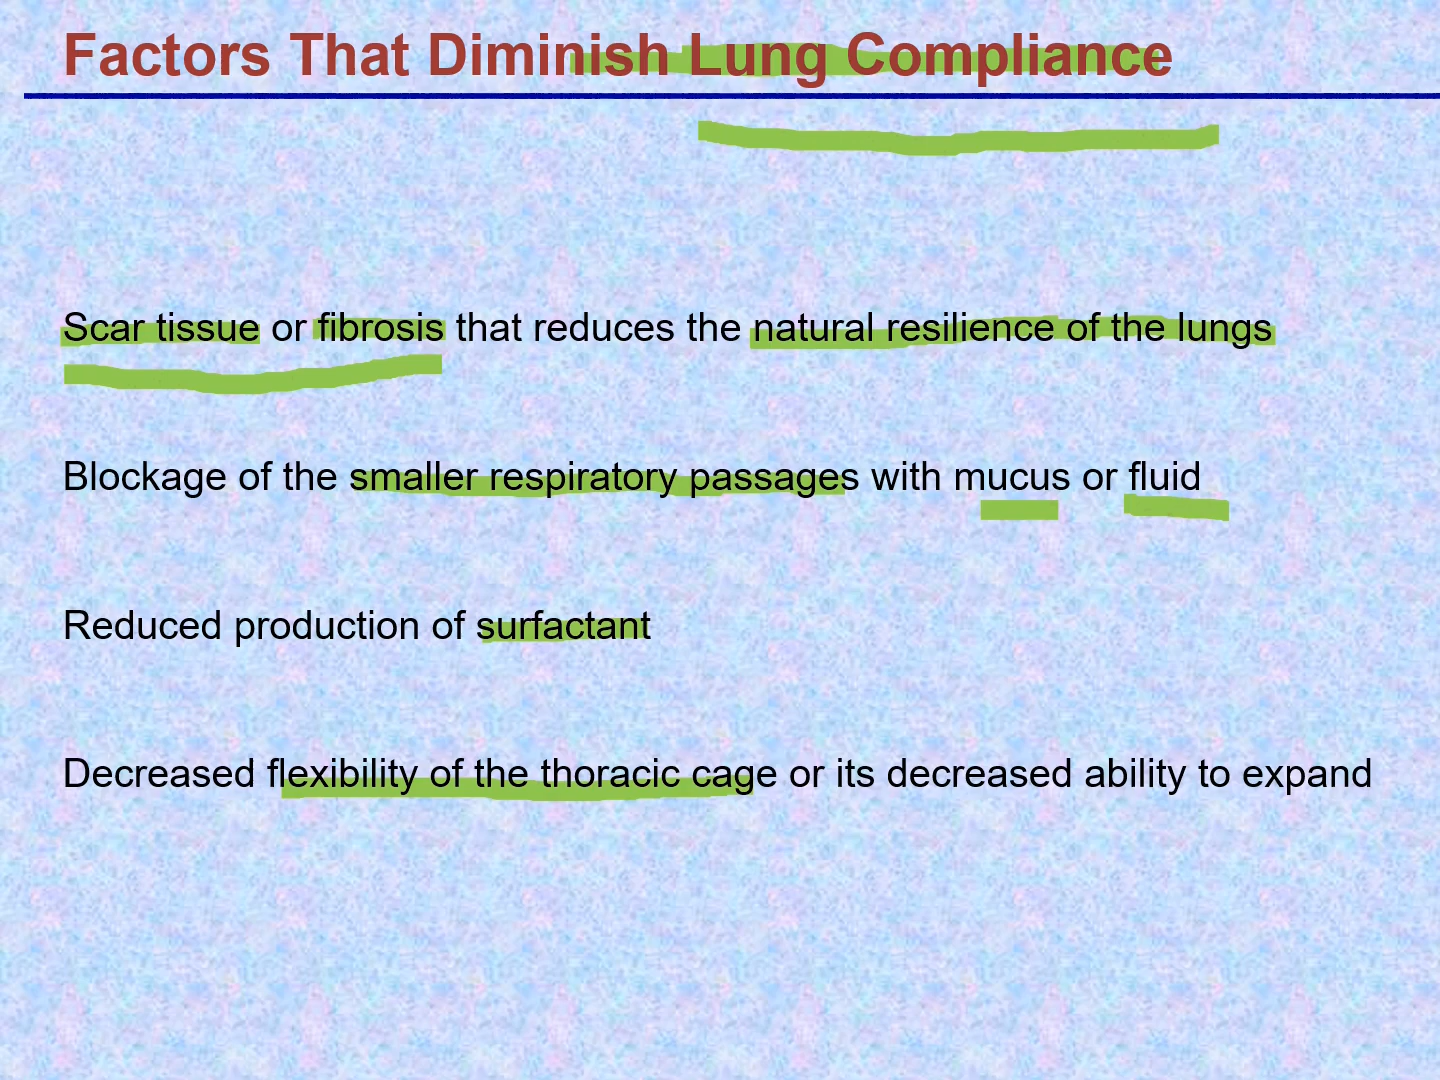 Factors That Diminish Lung Compliance
Scar tissue or fibrosis that reduces the natural resilience of the lungs
Blockage of the smaller respiratory passages with mucus or fluid
Reduced production of surfactant
Decreased flexibility of the thoracic cage or its decreased ability to expand